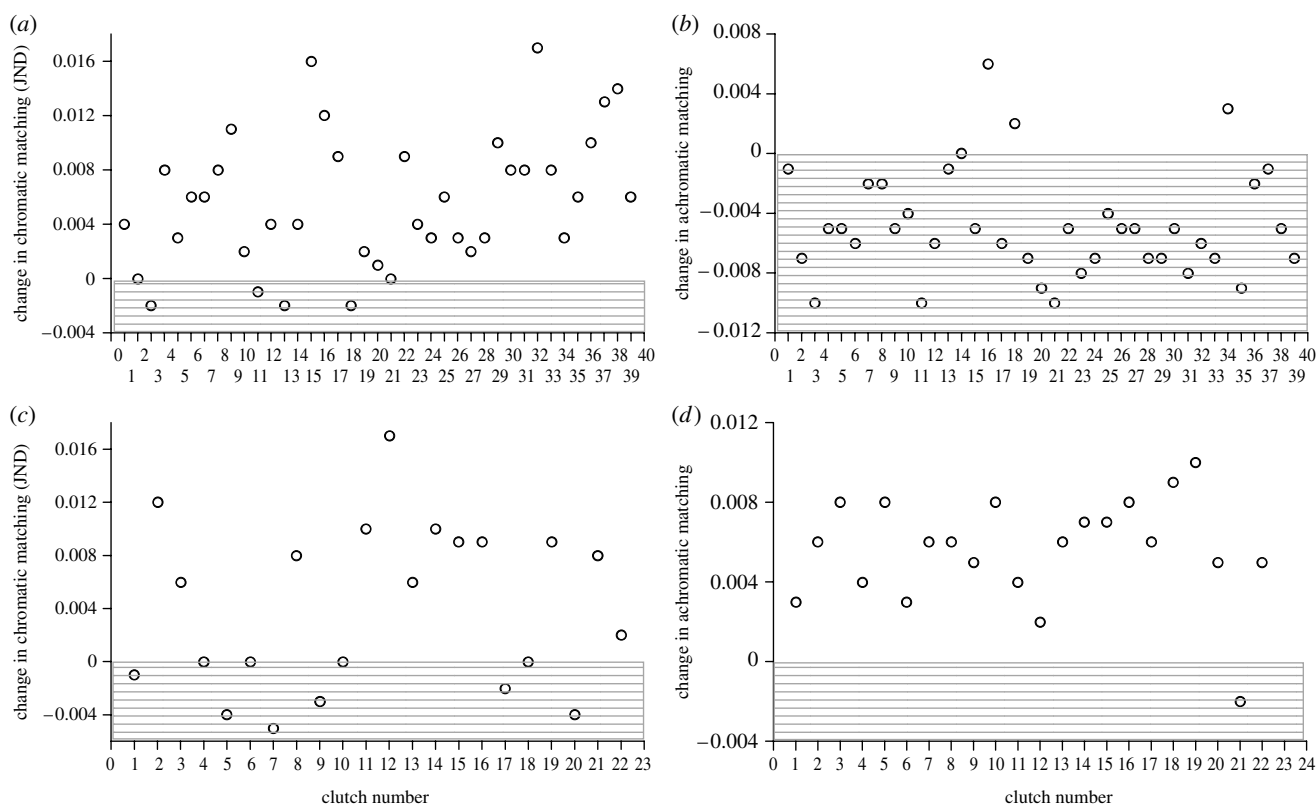 (a)
change in chromatic matching (JND)
0.016
0.012
0.008
0.004
0
−0.004
0 2 4 6 8 10 12 14 16 18 20 22 24 26 28 30 32 34 36 38 40
1 3 5 7 9 11 13 15 17 19 21 23 25 27 29 31 33 35 37 39
(b)
change in achromatic matching
0.008
0.004
0
−0.004
−0.008
−0.012
0 2 4 6 8 10 12 14 16 18 20 22 24 26 28 30 32 34 36 38 40
1 3 5 7 9 11 13 15 17 19 21 23 25 27 29 31 33 35 37 39
(c)
change in chromatic matching (JND)
0.016
0.012
0.008
0.004
0
−0.004
0 1 2 3 4 5 6 7 8 9 10 11 12 13 14 15 16 17 18 19 20 21 22 23
clutch number
(d)
change in achromatic matching
0.012
0.008
0.004
0
−0.004
0 1 2 3 4 5 6 7 8 9 10 11 12 13 14 15 16 17 18 19 20 21 22 23 24
clutch number